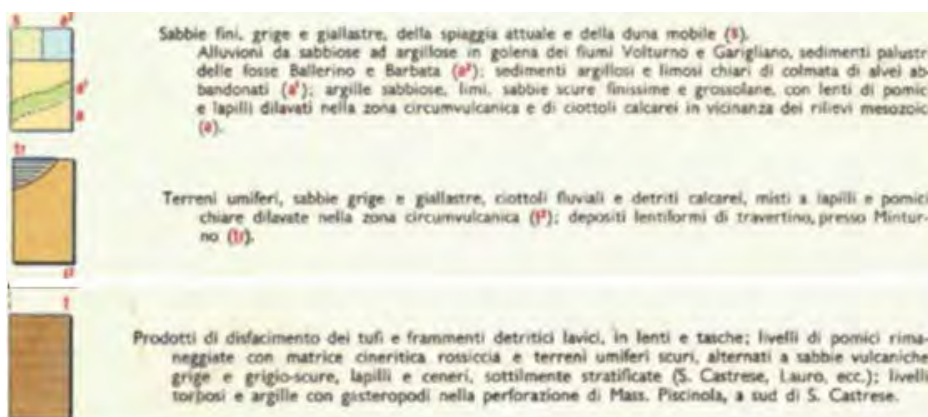 s a²
Sabbie fini, grige e giallastre, della spiaggia attuale e della duna mobile (s).
Alluvioni da sabbiose ad argillose in golena dei fiumi Volturno e Garigliano, sedimenti palustr
delle fosse Ballerino e Barbata (a²); sedimenti argillosi e limosi chiari di colmata di alvei ab-
bandonati (a¹); argille sabbiose, limi, sabbie scure finissime e grossolane, con lenti di pomic
e lapilli dilavati nella zona circumvulcanica e di ciottoli calcarei in vicinanza dei rilievi mesozoic
(a).
a¹
a
tr
Terreni umiferi, sabbie grige e giallastre, ciottoli fluviali e detriti calcarei, misti a lapilli e pomici
chiare dilavate nella zona circumvulcanica (t²); depositi lentiformi di travertino, presso Mintur-
no (tr).
t²
t
Prodotti di disfacimento dei tufi e frammenti detritici lavici, in lenti e tasche; livelli di pomici rima-
neggiate con matrice cineritica rossiccia e terreni umiferi scuri, alternati a sabbie vulcaniche
grige e grigio-scure, lapilli e ceneri, sottilmente stratificate (S. Castrese, Lauro, ecc.); livelli
torbosi e argille con gasteropodi nella perforazione di Mass. Piscinola, a sud di S. Castrese.